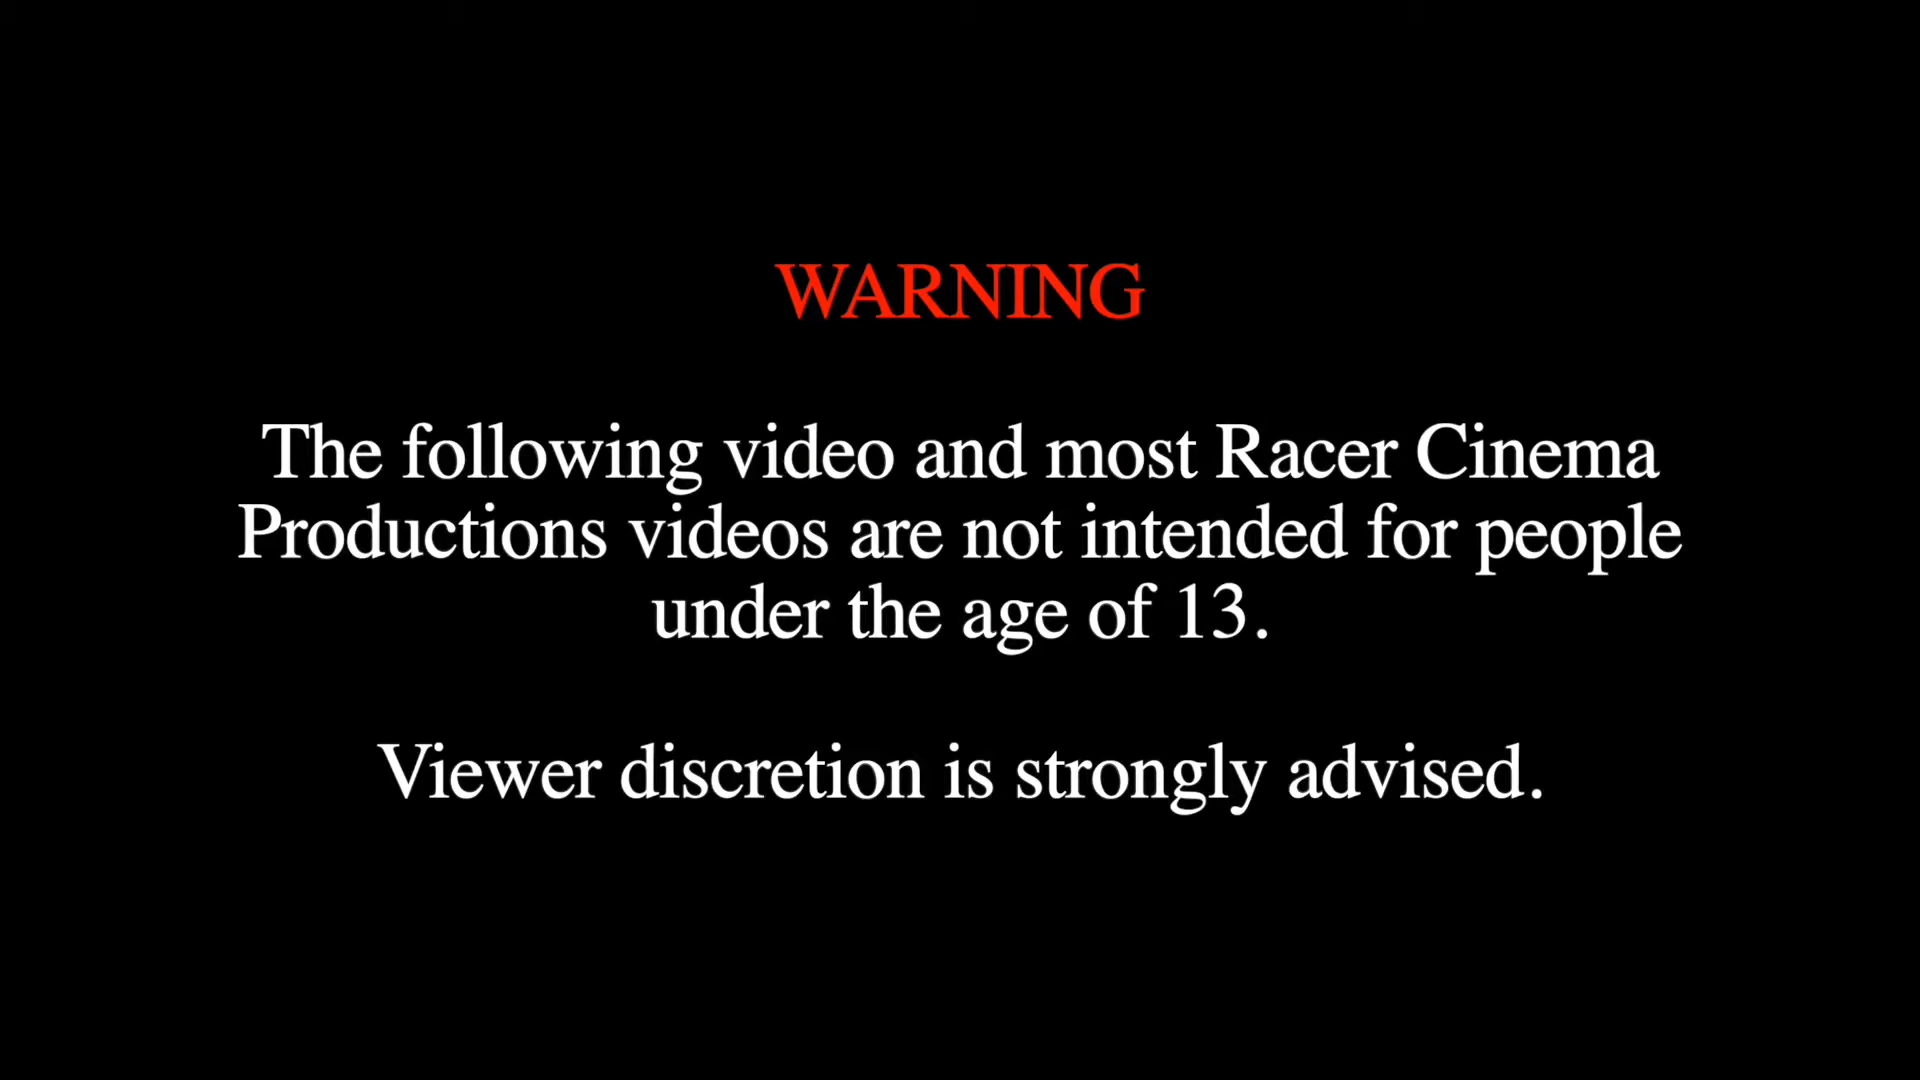 WARNING
The following video and most Racer Cinema
Productions videos are not intended for people
under the age of 13.
Viewer discretion is strongly advised.